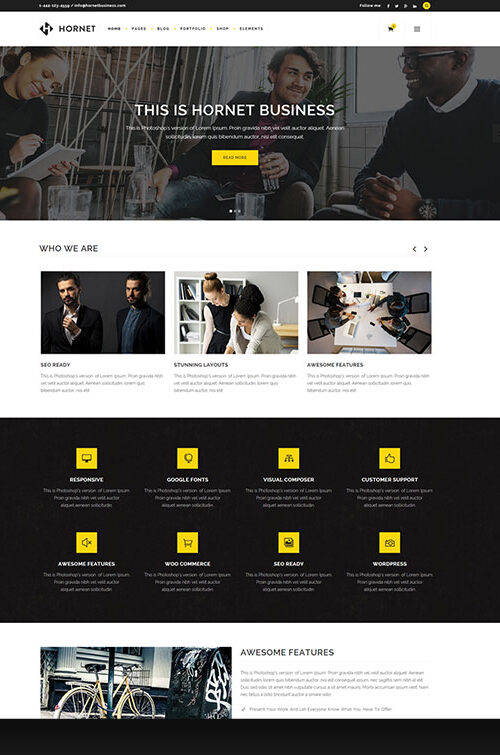 1-444-123-4559 / info@hornetbusiness.com
Follow me:
HORNET
HOME PAGES BLOG PORTFOLIO SHOP ELEMENTS
THIS IS HORNET BUSINESS
This is Photoshop's version of Lorem Ipsum. Proin gravida nibh vel velit auctor aliquet. Aenean
sollicitudin, lorem quis bibendum auctor, nisi elit consequat.
READ MORE
WHO WE ARE
SEO READY
This is Photoshop's version of Lorem Ipsum. Proin gravida nibh
vel velit auctor aliquet. Aenean sollicitudin, lorem quis
bibendum auctor, nisi elit
STUNNING LAYOUTS
This is Photoshop's version of Lorem Ipsum. Proin gravida nibh
vel velit auctor aliquet. Aenean sollicitudin, lorem quis
bibendum auctor, nisi elit
AWESOME FEATURES
This is Photoshop's version of Lorem Ipsum. Proin gravida nibh
vel velit auctor aliquet. Aenean sollicitudin, lorem quis
bibendum auctor, nisi elit
RESPONSIVE
This is Photoshop's version of Lorem Ipsum.
Proin gravida nibh vel velit auctor
aliquet aenean sollicitudin.
GOOGLE FONTS
This is Photoshop's version of Lorem Ipsum.
Proin gravida nibh vel velit auctor
aliquet aenean sollicitudin.
VISUAL COMPOSER
This is Photoshop's version of Lorem Ipsum.
Proin gravida nibh vel velit auctor
aliquet aenean sollicitudin.
CUSTOMER SUPPORT
This is Photoshop's version of Lorem Ipsum.
Proin gravida nibh vel velit auctor
aliquet aenean sollicitudin.
AWESOME FEATURES
This is Photoshop's version of Lorem Ipsum.
Proin gravida nibh vel velit auctor
aliquet aenean sollicitudin.
WOO COMMERCE
This is Photoshop's version of Lorem Ipsum.
Proin gravida nibh vel velit auctor
aliquet aenean sollicitudin.
SEO READY
This is Photoshop's version of Lorem Ipsum.
Proin gravida nibh vel velit auctor
aliquet aenean sollicitudin.
WORDPRESS
This is Photoshop's version of Lorem Ipsum.
Proin gravida nibh vel velit auctor
aliquet aenean sollicitudin.
AWESOME FEATURES
This is Photoshop's version of Lorem Ipsum. Proin gravida nibh vel velit auctor aliquet. Aenean
sollicitudin, lorem quis bibendum auctor, nisi elit consequat ipsum, nec sagittis sem nibh id elit.
Duis sed odio sit amet nibh vulputate cursus a sit amet mauris. Morbi accumsan ipsum velit.
Present Your Work And Let Everyone Know What You Have To Offer